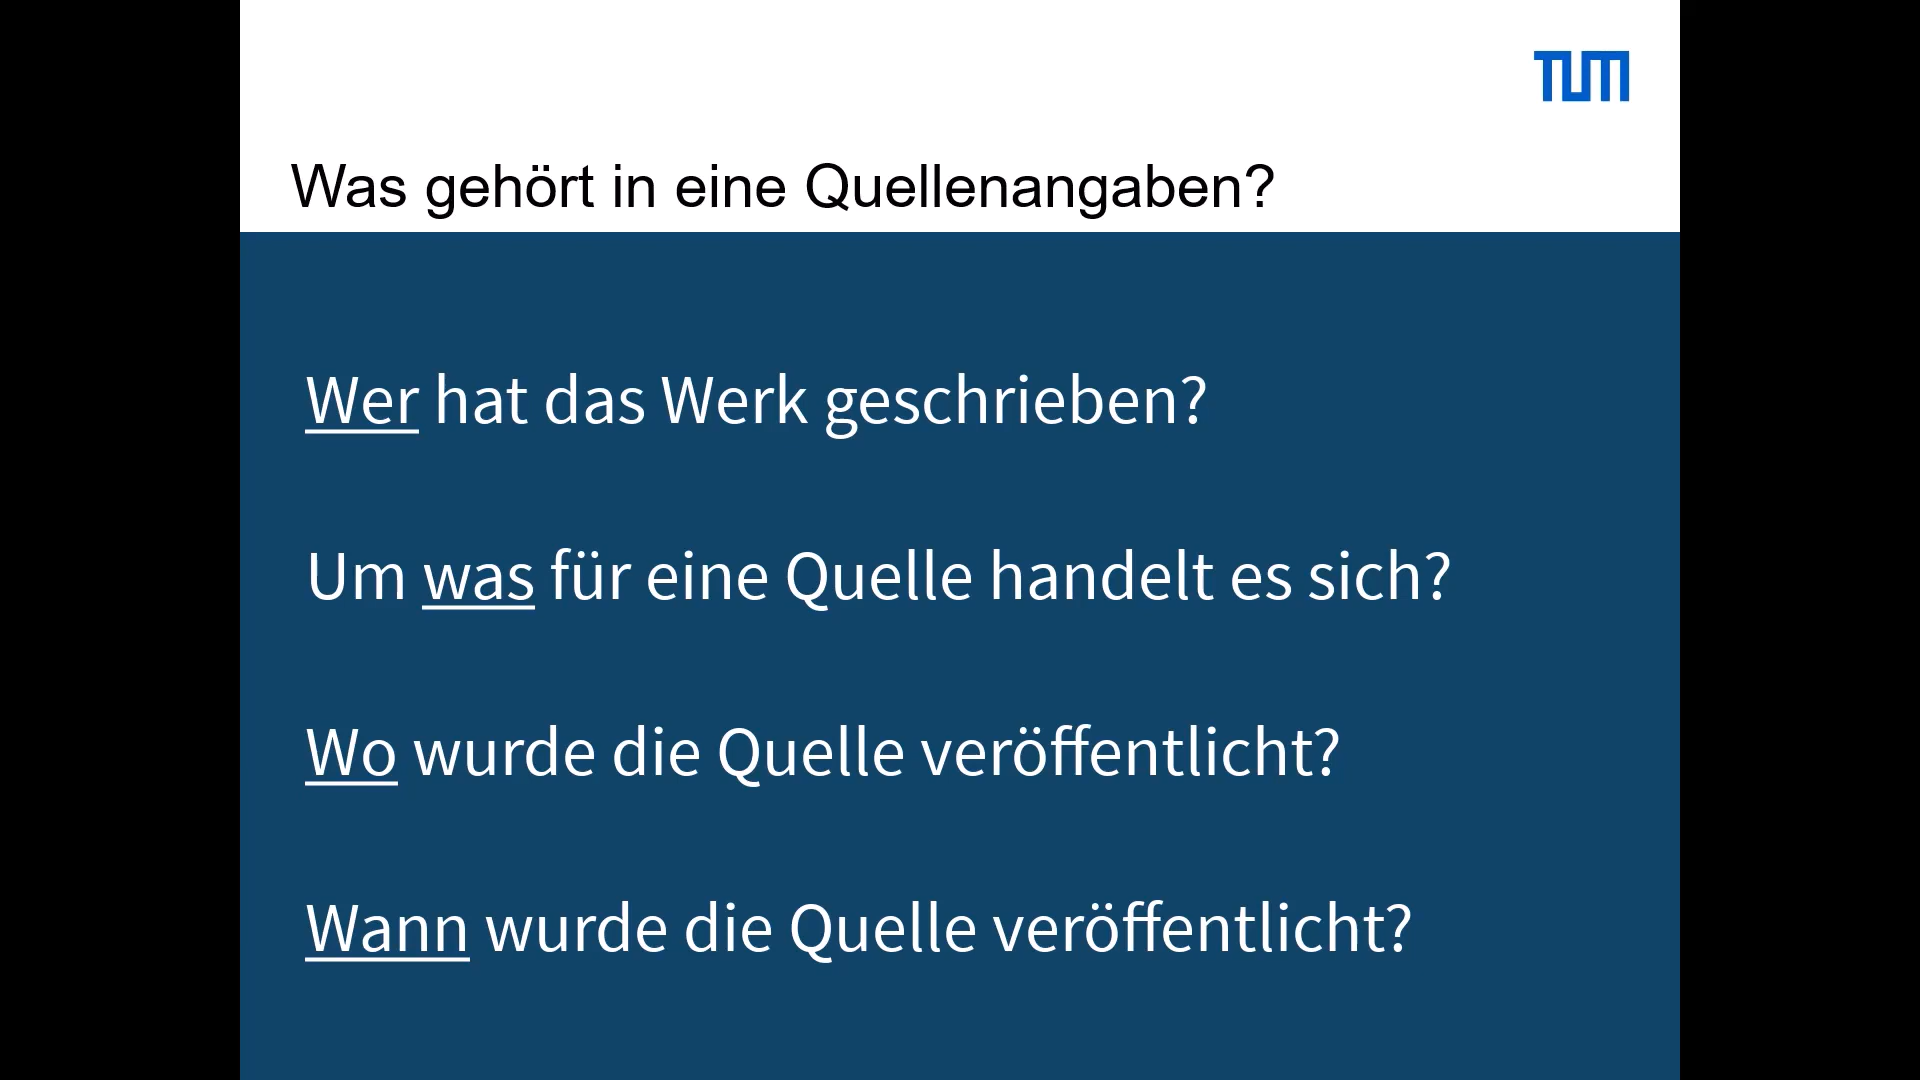 TUM
Was gehört in eine Quellenangaben?
Wer hat das Werk geschrieben?
Um was für eine Quelle handelt es sich?
Wo wurde die Quelle veröffentlicht?
Wann wurde die Quelle veröffentlicht?